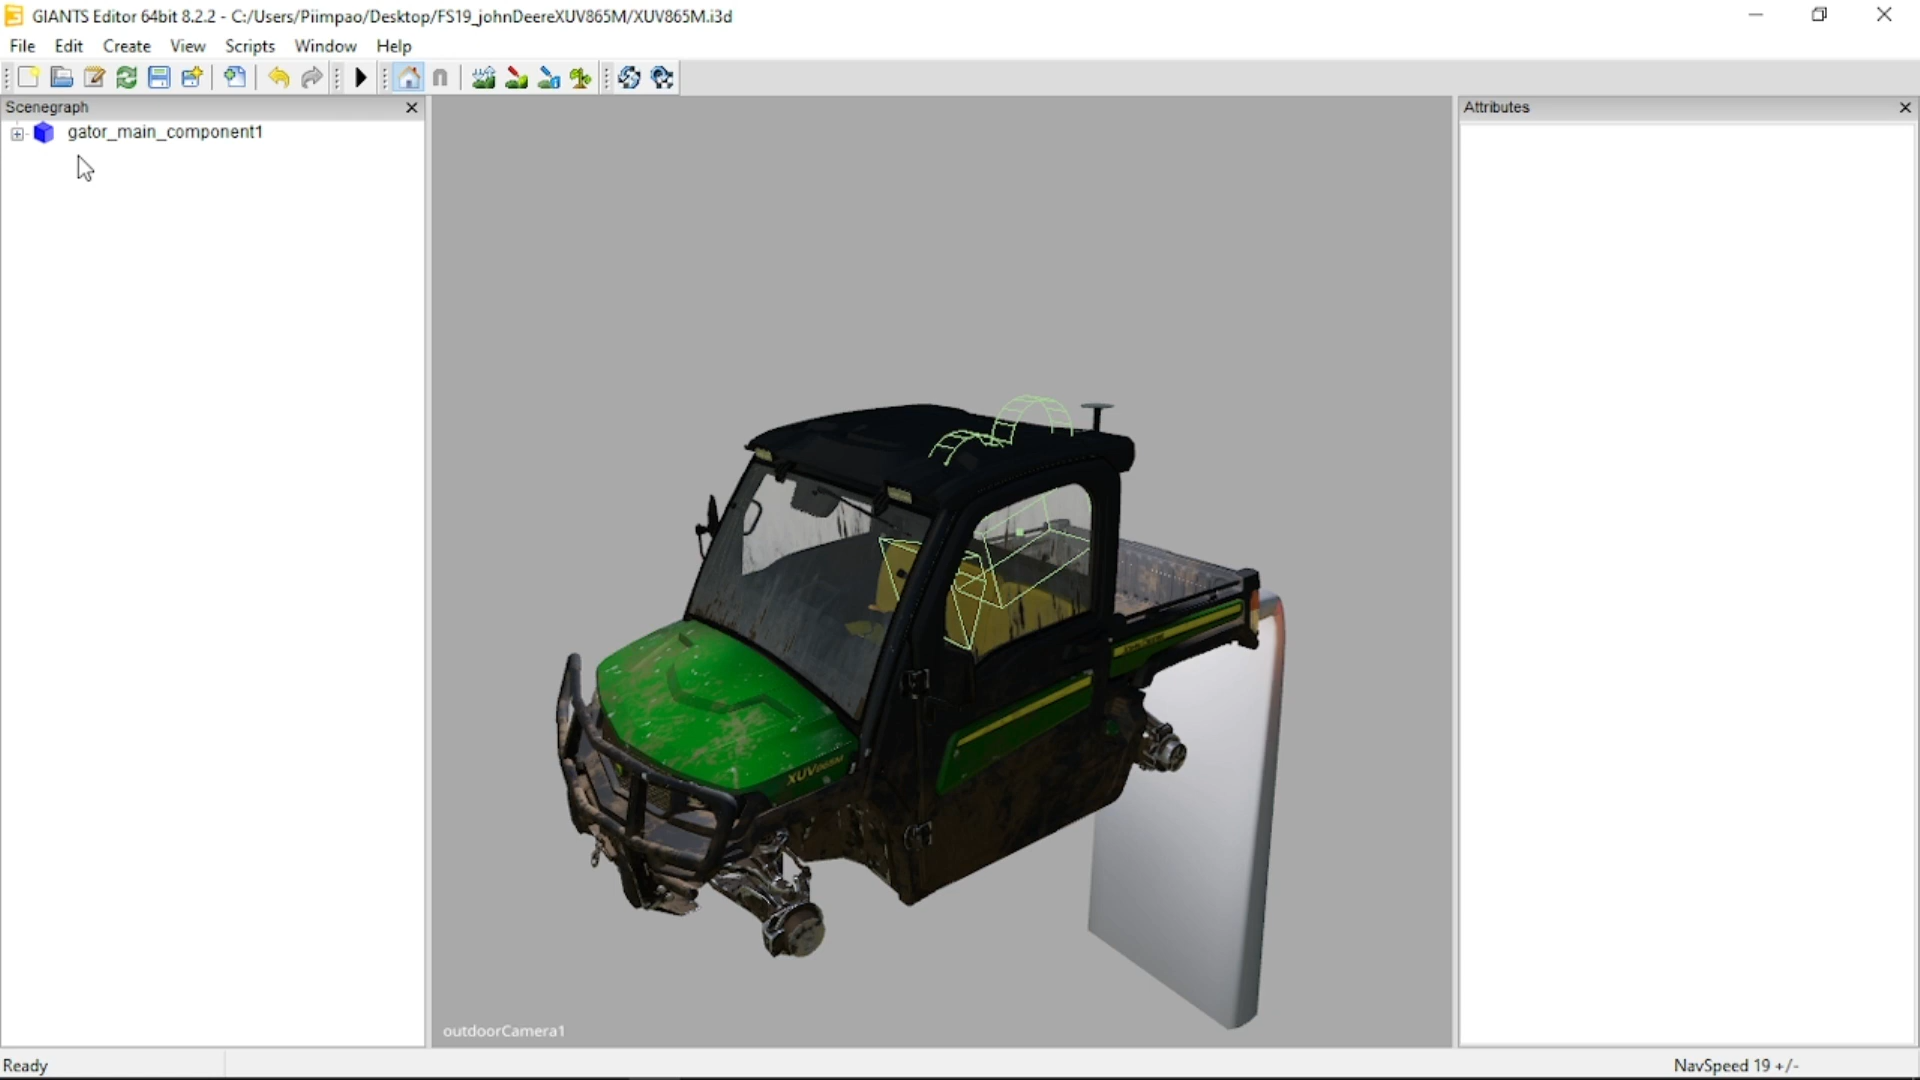 GIANTS Editor 64bit 8.2.2 - C:/Users/Piimpao/Desktop/FS19_johnDeereXUV865M/XUV865M.i3d
File Edit Create View Scripts Window Help
Scenegraph
Attributes
gator_main_component1
XUV865M
outdoorCamera1
Ready
NavSpeed 19 +/-